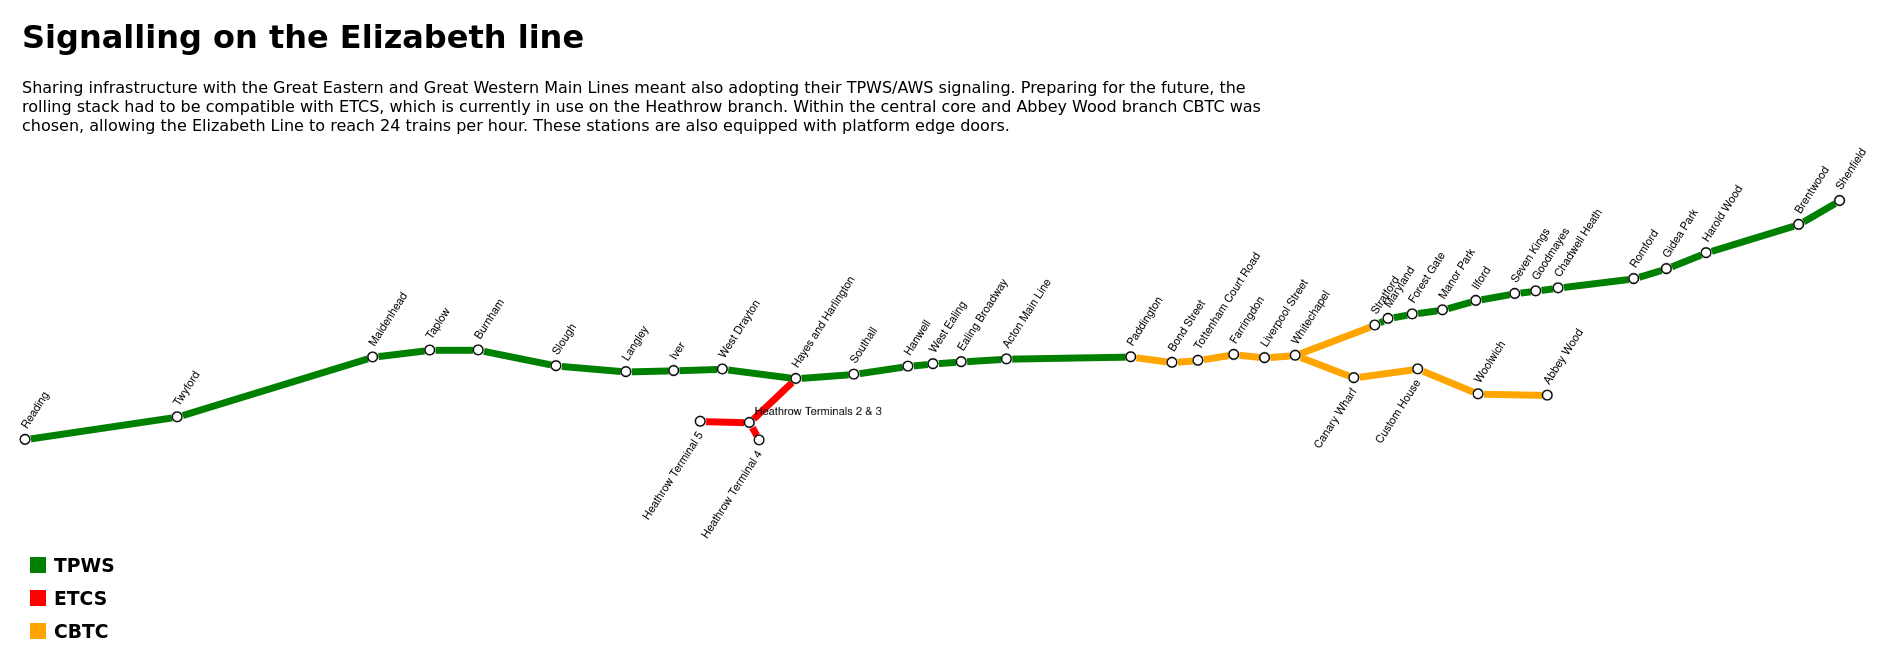 Signalling on the Elizabeth line
Sharing infrastructure with the Great Eastern and Great Western Main Lines meant also adopting their TPWS/AWS signaling. Preparing for the future, the
rolling stack had to be compatible with ETCS, which is currently in use on the Heathrow branch. Within the central core and Abbey Wood branch CBTC was
chosen, allowing the Elizabeth Line to reach 24 trains per hour. These stations are also equipped with platform edge doors.
Reading
Twyford
Maidenhead
Taplow
Burnham
Slough
Langley
Iver
West Drayton
Hayes and Harlington
Southall
Hanwell
West Ealing
Ealing Broadway
Acton Main Line
Paddington
Bond Street
Tottenham Court Road
Farringdon
Liverpool Street
Whitechapel
Stratford
Maryland
Forest Gate
Manor Park
Ilford
Seven Kings
Goodmayes
Chadwell Heath
Romford
Gidea Park
Harold Wood
Brentwood
Shenfield
Canary Wharf
Custom House
Woolwich
Abbey Wood
Heathrow Terminals 2 & 3
Heathrow Terminal 5
Heathrow Terminal 4
TPWS
ETCS
CBTC